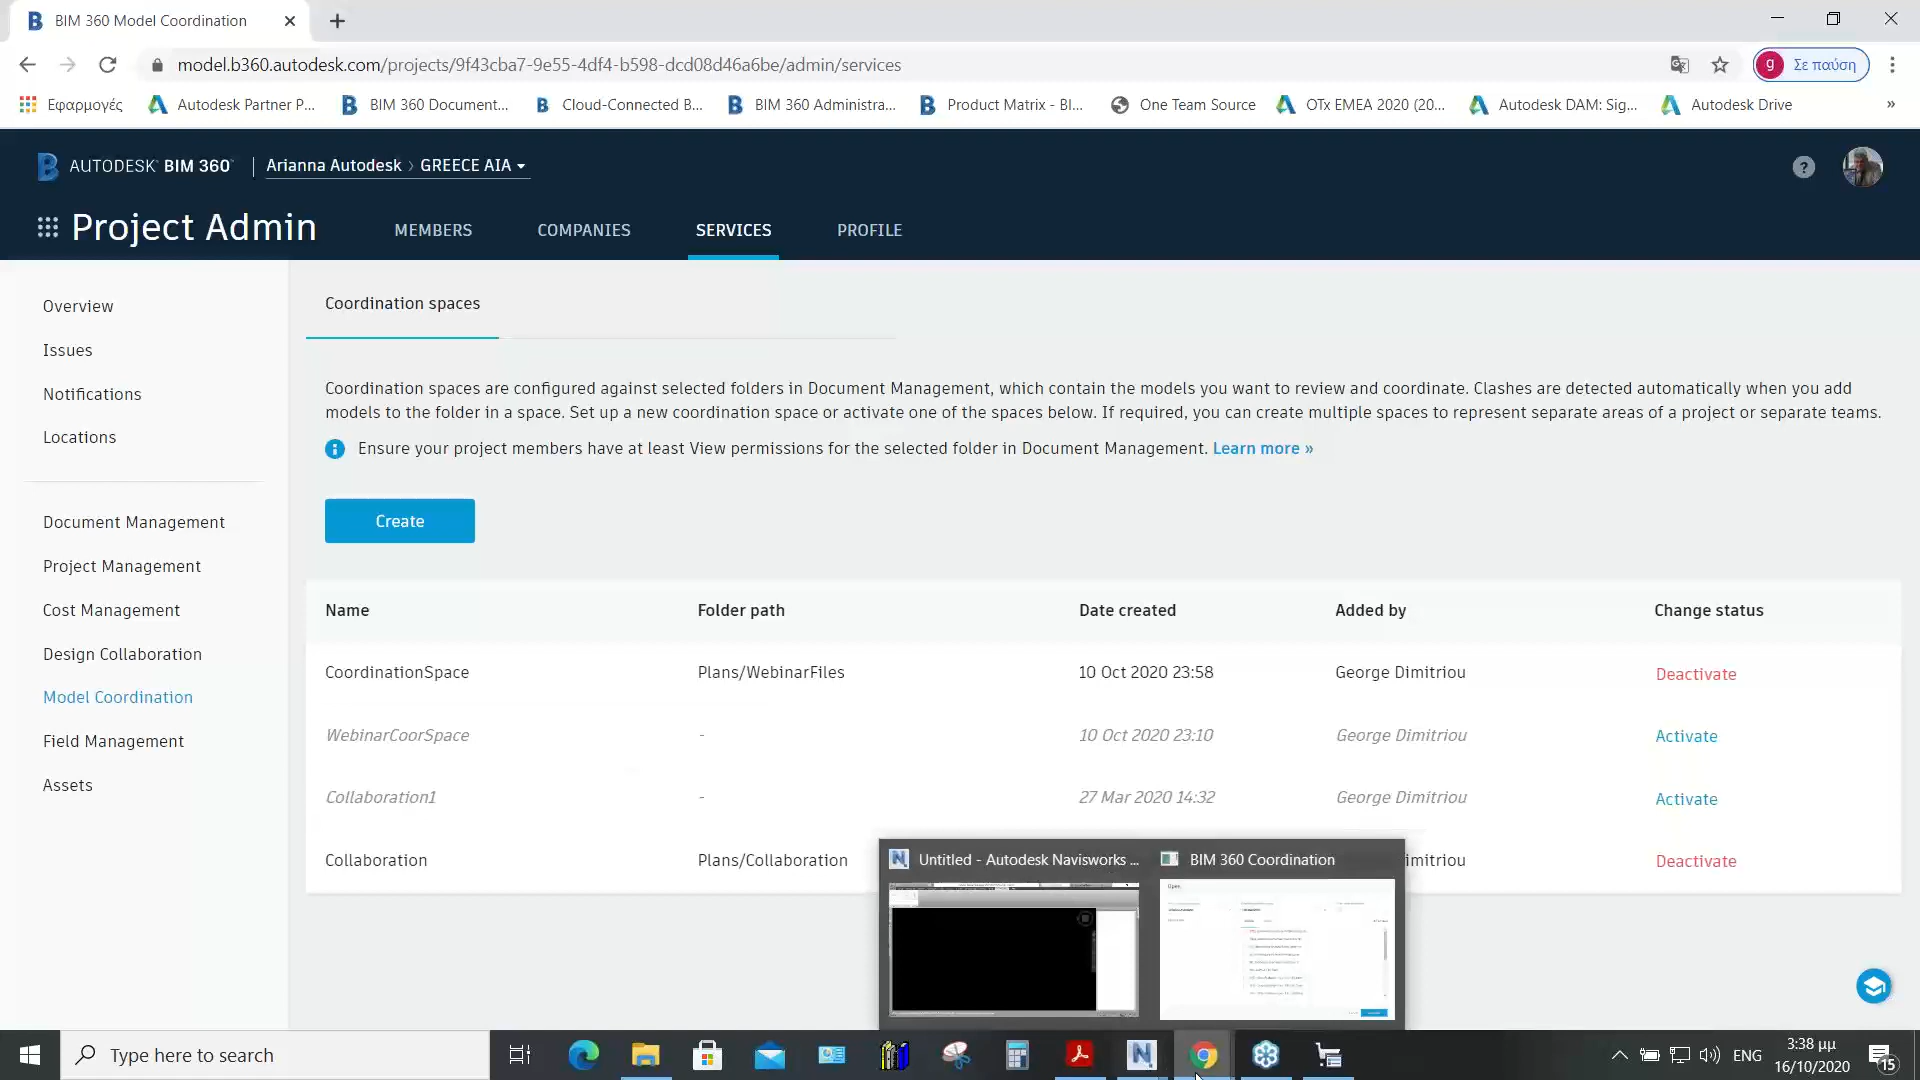 BIM 360 Model Coordination
model.b360.autodesk.com/projects/9f43cba7-9e55-4df4-b598-dcd08d46a6be/admin/services
g Σε παύση
Εφαρμογές
Autodesk Partner P...
BIM 360 Document...
Cloud-Connected B...
BIM 360 Administra...
Product Matrix - BI...
One Team Source
OTx EMEA 2020 (20...
Autodesk DAM: Sig...
Autodesk Drive
»
AUTODESK BIM 360
Arianna Autodesk > GREECE AIA
?
Project Admin
MEMBERS
COMPANIES
SERVICES
PROFILE
Overview
Issues
Notifications
Locations
Document Management
Project Management
Cost Management
Design Collaboration
Model Coordination
Field Management
Assets
Coordination spaces
Coordination spaces are configured against selected folders in Document Management, which contain the models you want to review and coordinate. Clashes are detected automatically when you add
models to the folder in a space. Set up a new coordination space or activate one of the spaces below. If required, you can create multiple spaces to represent separate areas of a project or separate teams.
Ensure your project members have at least View permissions for the selected folder in Document Management. Learn more »
Create
Name Folder path Date created Added by Change status
CoordinationSpace Plans/WebinarFiles 10 Oct 2020 23:58 George Dimitriou Deactivate
WebinarCoorSpace - 10 Oct 2020 23:10 George Dimitriou Activate
Collaboration1 - 27 Mar 2020 14:32 George Dimitriou Activate
Collaboration Plans/Collaboration imitriou Deactivate
Untitled - Autodesk Navisworks ...
BIM 360 Coordination
Open
Type here to search
ENG
3:38 μμ
16/10/2020
15